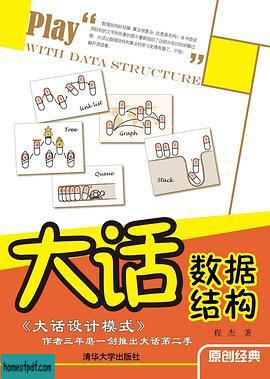 Play
WITH DATA STRUCTURE
link list
Tree
Graph
Queue
Stack
大话
数据
结构
《大话设计模式》
作者三年磨一剑推出大话第二季
程 杰 著
清华大学出版社
原创经典
homeofpdf.com